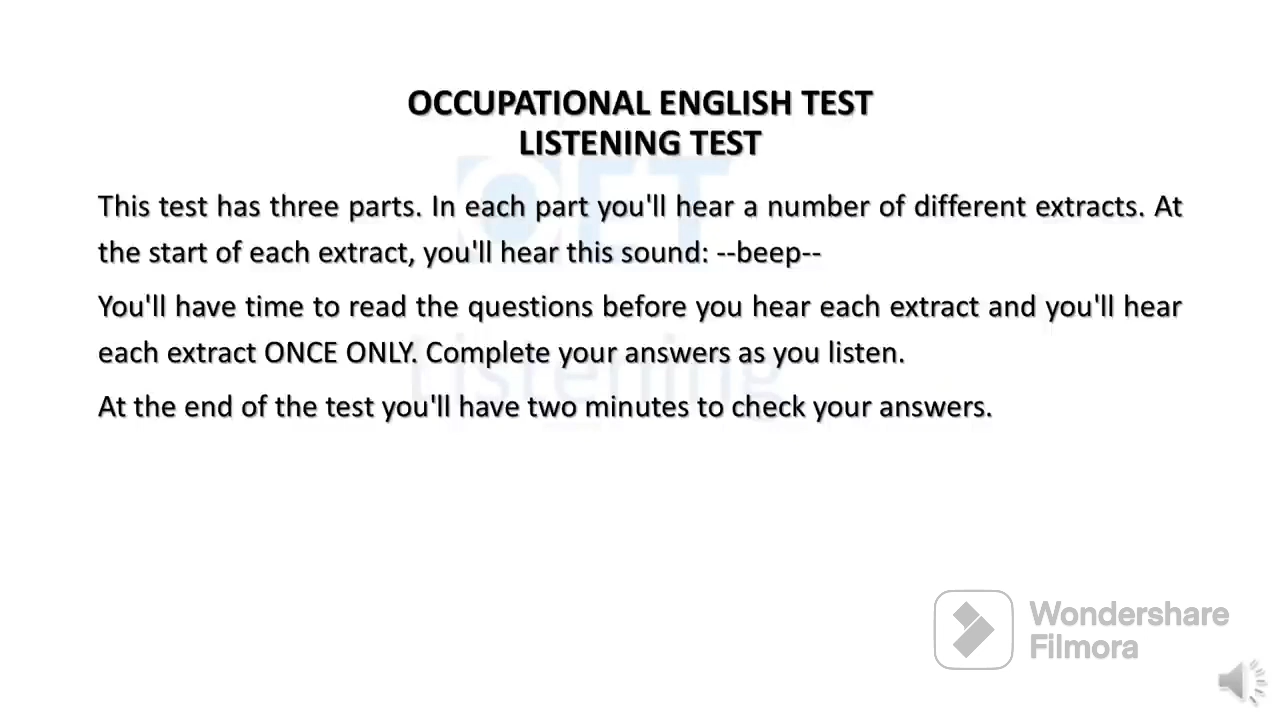 OCCUPATIONAL ENGLISH TEST
LISTENING TEST
This test has three parts. In each part you'll hear a number of different extracts. At
the start of each extract, you'll hear this sound: --beep--
You'll have time to read the questions before you hear each extract and you'll hear
each extract ONCE ONLY. Complete your answers as you listen.
At the end of the test you'll have two minutes to check your answers.
OET
Listening
Wondershare
Filmora